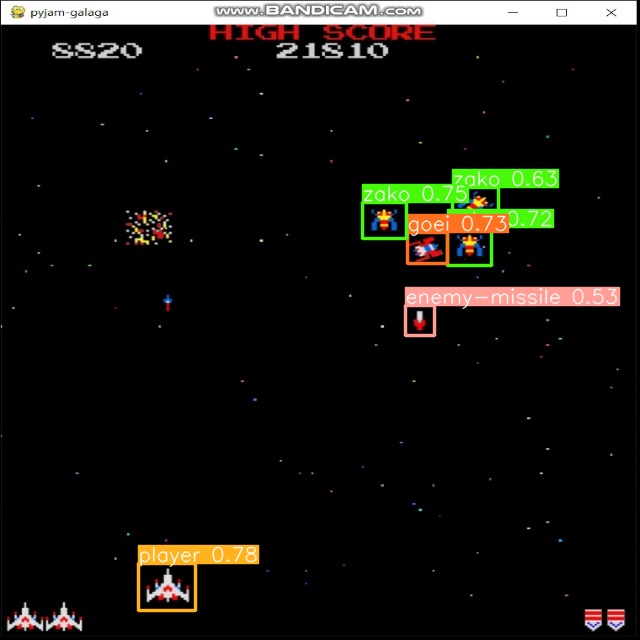 pyjam-galaga
www.BANDICAM.com
HIGH SCORE
8820 21810
zako 0.63
zako 0.75
goei 0.73
0.72
enemy-missile 0.53
player 0.78